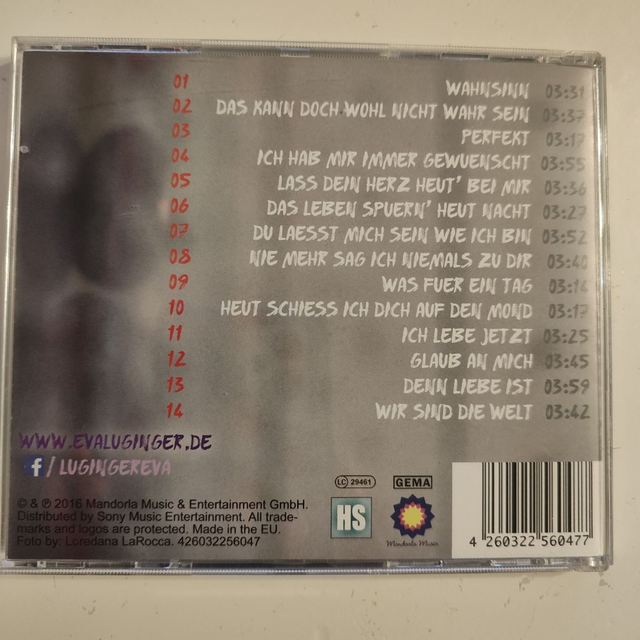 01 WAHNSINN 03:31
02 DAS KANN DOCH WOHL NICHT WAHR SEIN 03:37
03 PERFEKT 03:17
04 ICH HAB MIR IMMER GEWUENSCHT 03:55
05 LASS DEIN HERZ HEUT' BEI MIR 03:36
06 DAS LEBEN SPUERN' HEUT NACHT 03:27
07 DU LAESST MICH SEIN WIE ICH BIN 03:52
08 NIE MEHR SAG ICH NIEMALS ZU DIR 03:40
09 WAS FUER EIN TAG 03:14
10 HEUT SCHIESS ICH DICH AUF DEN MOND 03:17
11 ICH LEBE JETZT 03:25
12 GLAUB AN MICH 03:45
13 DENN LIEBE IST 03:59
14 WIR SIND DIE WELT 03:42
WWW.EVALUGINGER.DE
f / LUGINGEREVA
© & ℗ 2016 Mandorla Music & Entertainment GmbH.
Distributed by Sony Music Entertainment. All trade-
marks and logos are protected. Made in the EU.
Foto by: Loredana LaRocca. 426032256047
LC 29461 GEMA
HS
Mandorla Music
4 260322 560477